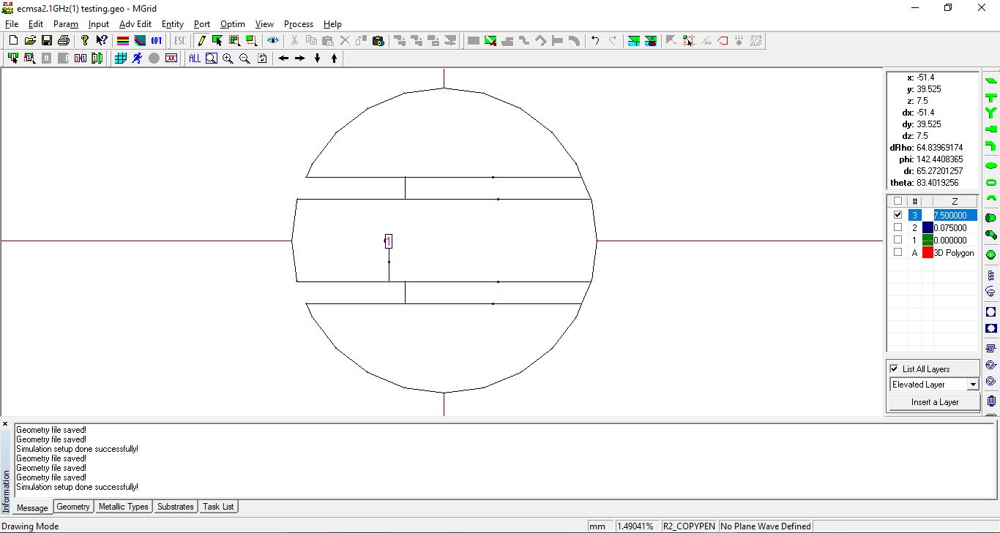 ecmsa2.1GHz(1) testing.geo - MGrid
File Edit Param Input Adv Edit Entity Port Optim View Process Help
OPT ESC
ALL
x: -51.4
y: 39.525
z: 7.5
dx: -51.4
dy: 39.525
dz: 7.5
dRho: 64.83969174
phi: 142.4408365
dr: 65.27201257
theta: 83.4019256
# Z
3 7.500000
2 0.075000
1 0.000000
A 3D Polygon
1
List All Layers
Elevated Layer
Insert a Layer
Information
Geometry file saved!
Geometry file saved!
Simulation setup done successfully!
Geometry file saved!
Geometry file saved!
Geometry file saved!
Simulation setup done successfully!
Message Geometry Metallic Types Substrates Task List
Drawing Mode mm 1.49041% R2_COPYPEN No Plane Wave Defined